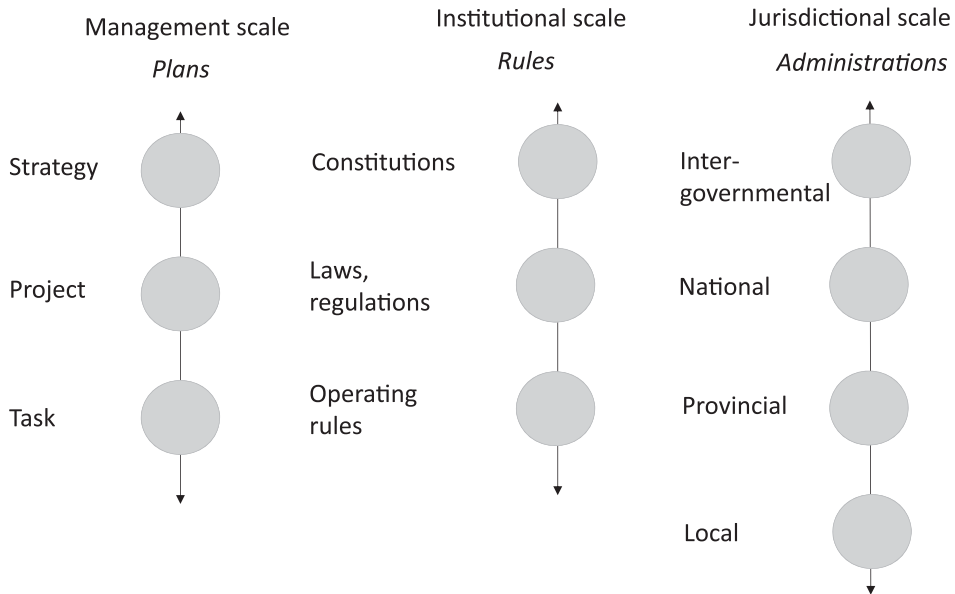 Management scale
Plans
Strategy
Project
Task
Institutional scale
Rules
Constitutions
Laws,
regulations
Operating
rules
Jurisdictional scale
Administrations
Inter-
governmental
National
Provincial
Local